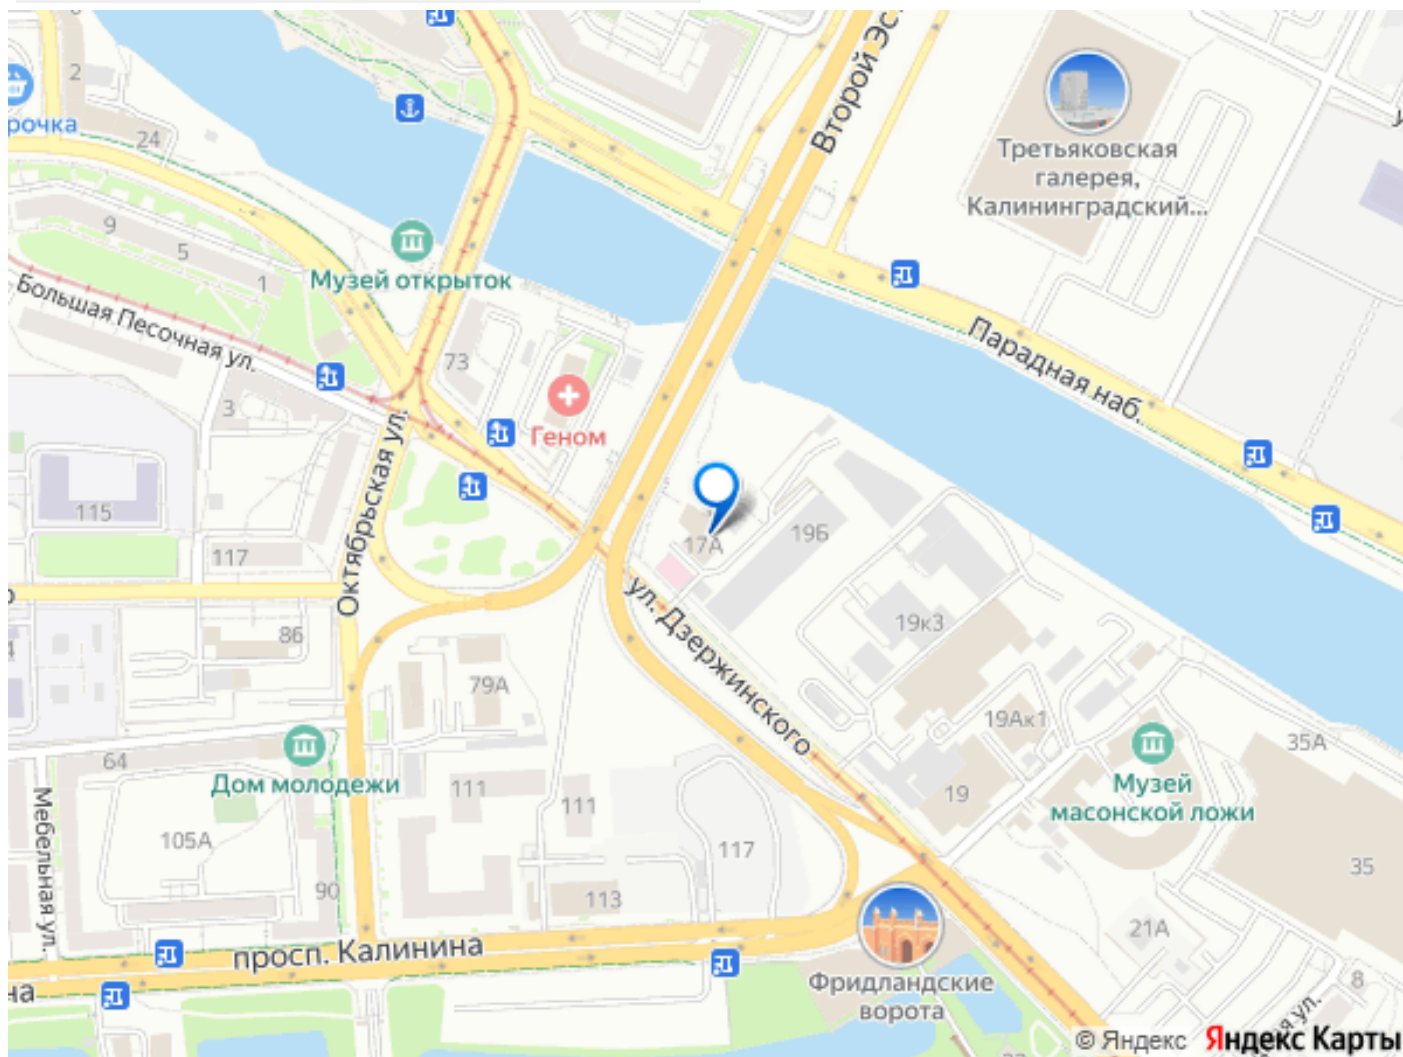 Второй Эс
2
рочка
24
Третьяковская
галерея,
Калининградский...
9
5
1
Музей открыток
Большая Песочная ул.
Парадная наб.
73
3
Геном
Октябрьская ул.
115
117
17А
19Б
ул. Дзержинского
86
19к3
79А
19Ак1
35А
64
Дом молодежи
111
111
Музей
масонской ложи
19
Мебельная ул.
105А
117
35
90
113
21А
просп. Калинина
Фридландские
ворота
8
на
ная ул.
© Яндекс Яндекс Карты